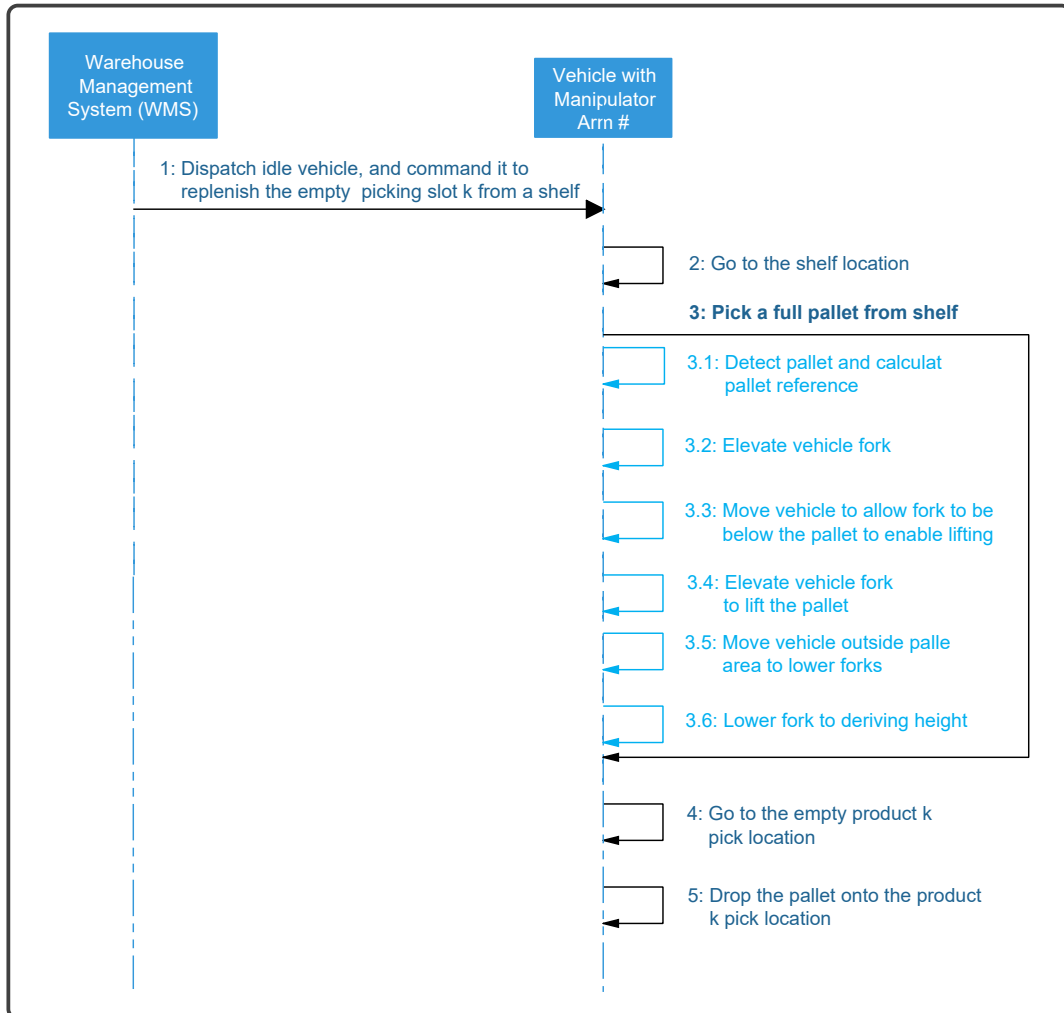 Warehouse
Management
System (WMS)
Vehicle with
Manipulator
Arrn #
1: Dispatch idle vehicle, and command it to
replenish the empty picking slot k from a shelf
2: Go to the shelf location
3: Pick a full pallet from shelf
3.1: Detect pallet and calculat
pallet reference
3.2: Elevate vehicle fork
3.3: Move vehicle to allow fork to be
below the pallet to enable lifting
3.4: Elevate vehicle fork
to lift the pallet
3.5: Move vehicle outside palle
area to lower forks
3.6: Lower fork to deriving height
4: Go to the empty product k
pick location
5: Drop the pallet onto the product
k pick location